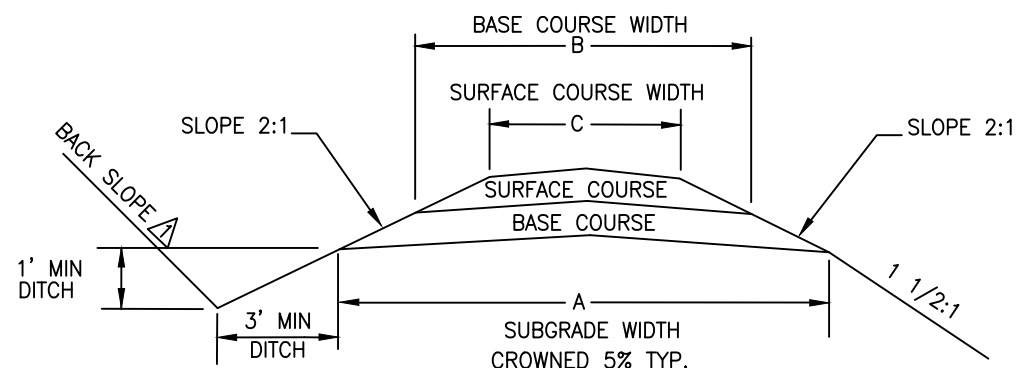 BASE COURSE WIDTH
B
SURFACE COURSE WIDTH
C
SLOPE 2:1
SLOPE 2:1
BACK SLOPE 1
SURFACE COURSE
BASE COURSE
1' MIN
DITCH
3' MIN
DITCH
A
SUBGRADE WIDTH
CROWNED 5% TYP.
1 1/2:1